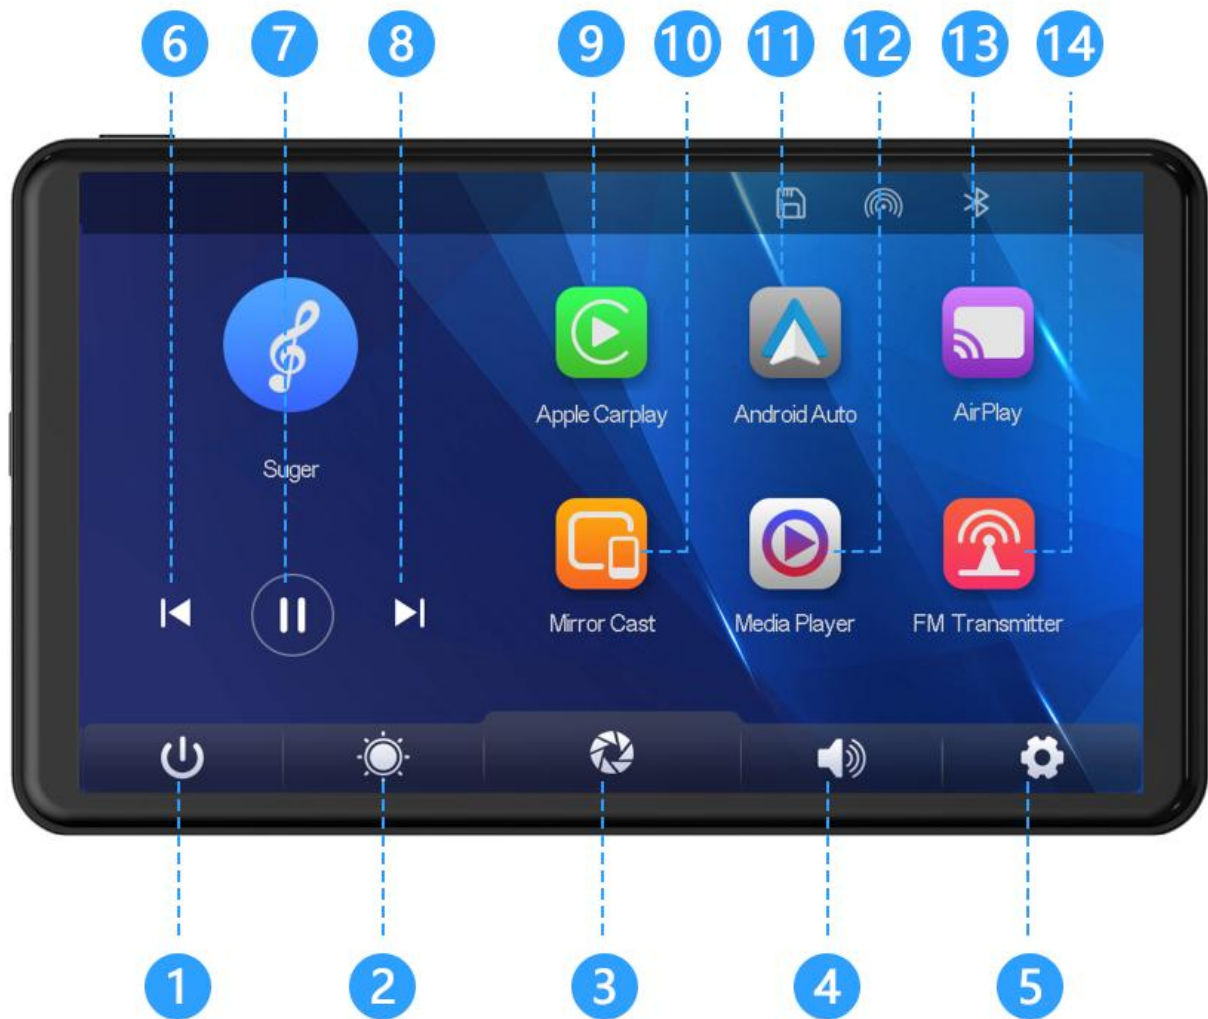 6 7 8 9 10 11 12 13 14
Suger
Apple Carplay
Android Auto
AirPlay
Mirror Cast
Media Player
FM Transmitter
1 2 3 4 5